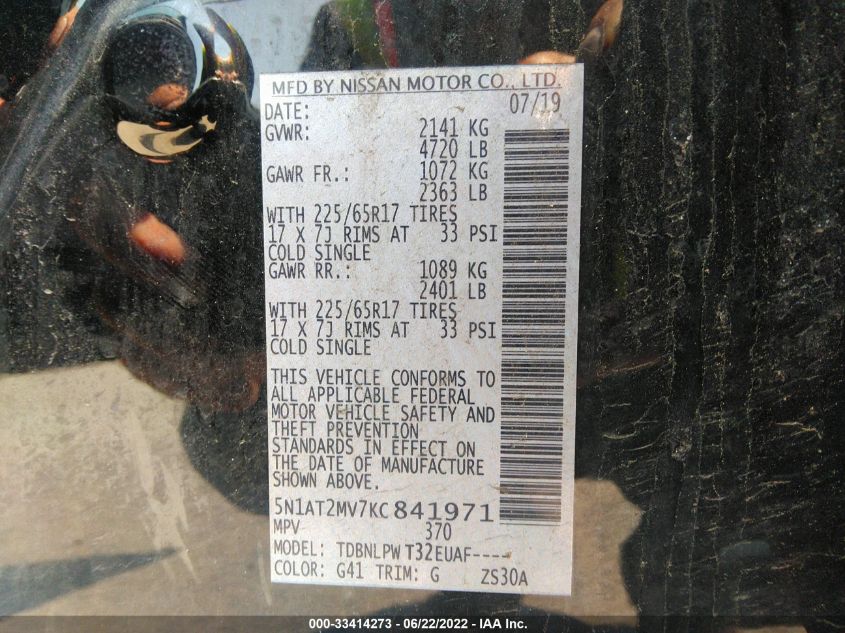 MFD BY NISSAN MOTOR CO., LTD.
DATE: 07/19
GVWR: 2141 KG
4720 LB
GAWR FR.: 1072 KG
2363 LB
WITH 225/65R17 TIRES
17 X 7J RIMS AT 33 PSI
COLD SINGLE
GAWR RR.: 1089 KG
2401 LB
WITH 225/65R17 TIRES
17 X 7J RIMS AT 33 PSI
COLD SINGLE
THIS VEHICLE CONFORMS TO
ALL APPLICABLE FEDERAL
MOTOR VEHICLE SAFETY AND
THEFT PREVENTION
STANDARDS IN EFFECT ON
THE DATE OF MANUFACTURE
SHOWN ABOVE.
5N1AT2MV7KC841971
MPV 370
MODEL: TDBNLPW T32EUAF----
COLOR: G41 TRIM: G ZS30A
000-33414273 - 06/22/2022 - IAA Inc.